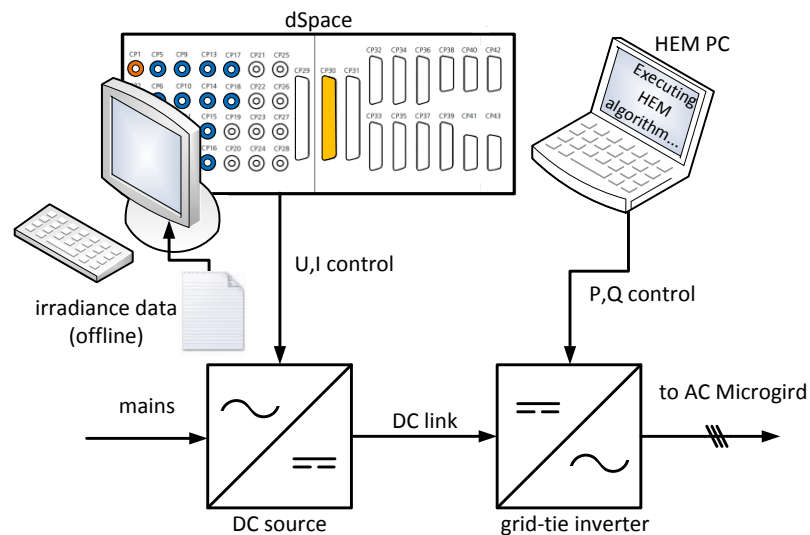 dSpace
HEM PC
CP1 CP5 CP9 CP13 CP17 CP21 CP25
CP29 CP30 CP31
CP32 CP34 CP36 CP38 CP40 CP42
CP6 CP10 CP14 CP18 CP22 CP26
CP15 CP19 CP23 CP27
CP33 CP35 CP37 CP39 CP41 CP43
CP16 CP20 CP24 CP28
Executing
HEM
algorithm...
U,I control
P,Q control
irradiance data
(offline)
mains
DC link
to AC Microgird
DC source
grid-tie inverter